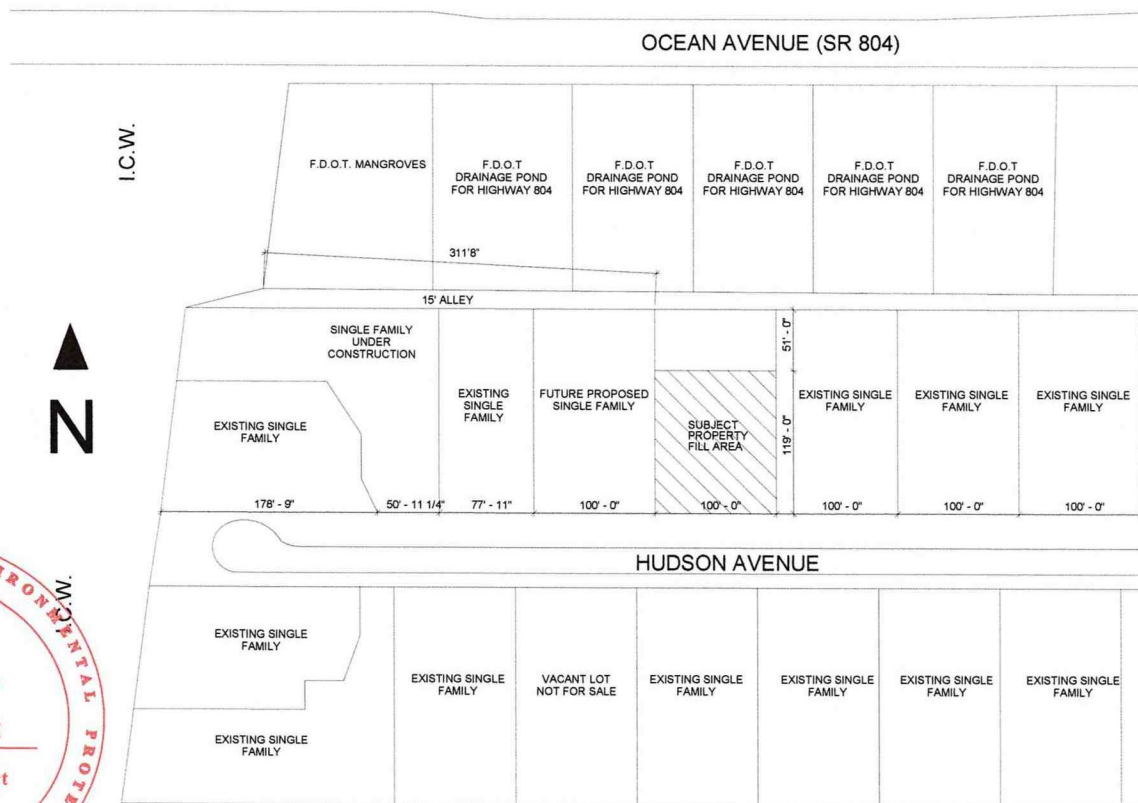 OCEAN AVENUE (SR 804)
I.C.W.
F.D.O.T. MANGROVES
F.D.O.T
DRAINAGE POND
FOR HIGHWAY 804
F.D.O.T
DRAINAGE POND
FOR HIGHWAY 804
F.D.O.T
DRAINAGE POND
FOR HIGHWAY 804
F.D.O.T
DRAINAGE POND
FOR HIGHWAY 804
F.D.O.T
DRAINAGE POND
FOR HIGHWAY 804
311'8"
15' ALLEY
SINGLE FAMILY
UNDER
CONSTRUCTION
51' - 0"
N
EXISTING SINGLE
FAMILY
EXISTING
SINGLE
FAMILY
FUTURE PROPOSED
SINGLE FAMILY
SUBJECT
PROPERTY
FILL AREA
119' - 0"
EXISTING SINGLE
FAMILY
EXISTING SINGLE
FAMILY
EXISTING SINGLE
FAMILY
178' - 9"
50' - 11 1/4"
77' - 11"
100' - 0"
100' - 0"
100' - 0"
100' - 0"
100' - 0"
HUDSON AVENUE
I.C.W.
EXISTING SINGLE
FAMILY
EXISTING SINGLE
FAMILY
VACANT LOT
NOT FOR SALE
EXISTING SINGLE
FAMILY
EXISTING SINGLE
FAMILY
EXISTING SINGLE
FAMILY
EXISTING SINGLE
FAMILY
EXISTING SINGLE
FAMILY
IRONMENTAL PROTE
t